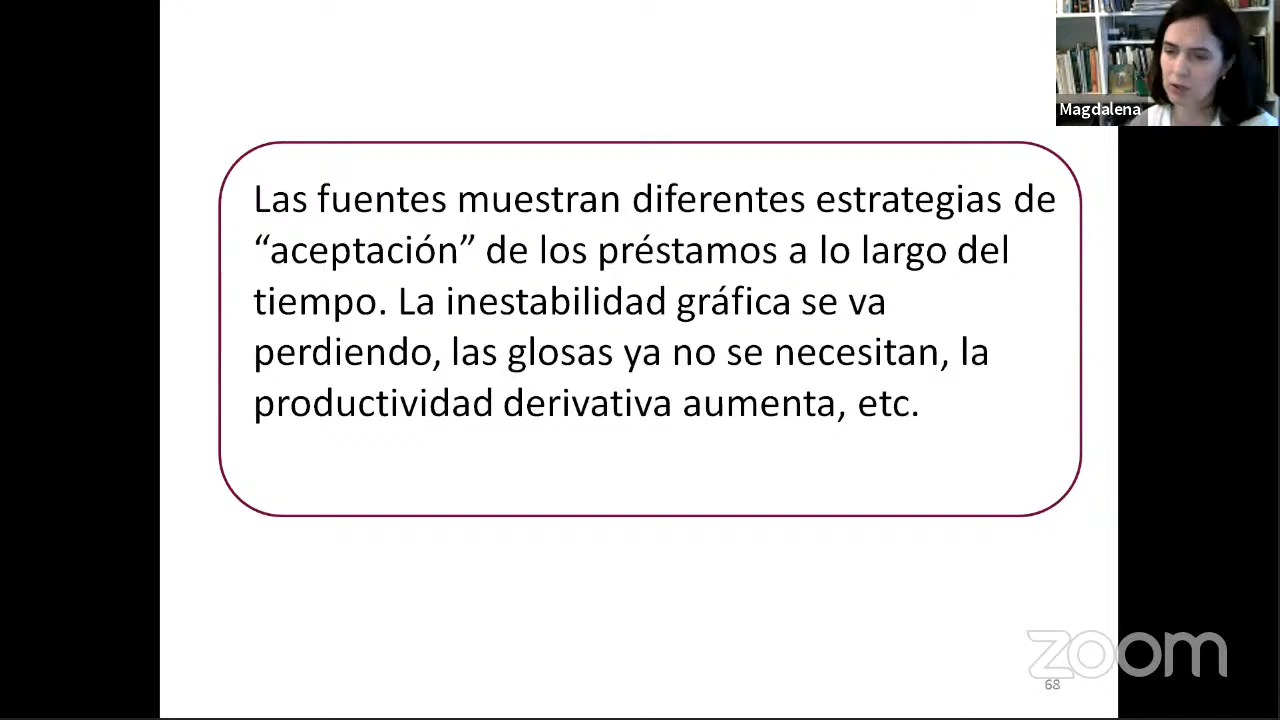 Magdalena
Las fuentes muestran diferentes estrategias de
“aceptación” de los préstamos a lo largo del
tiempo. La inestabilidad gráfica se va
perdiendo, las glosas ya no se necesitan, la
productividad derivativa aumenta, etc.
zoom
68